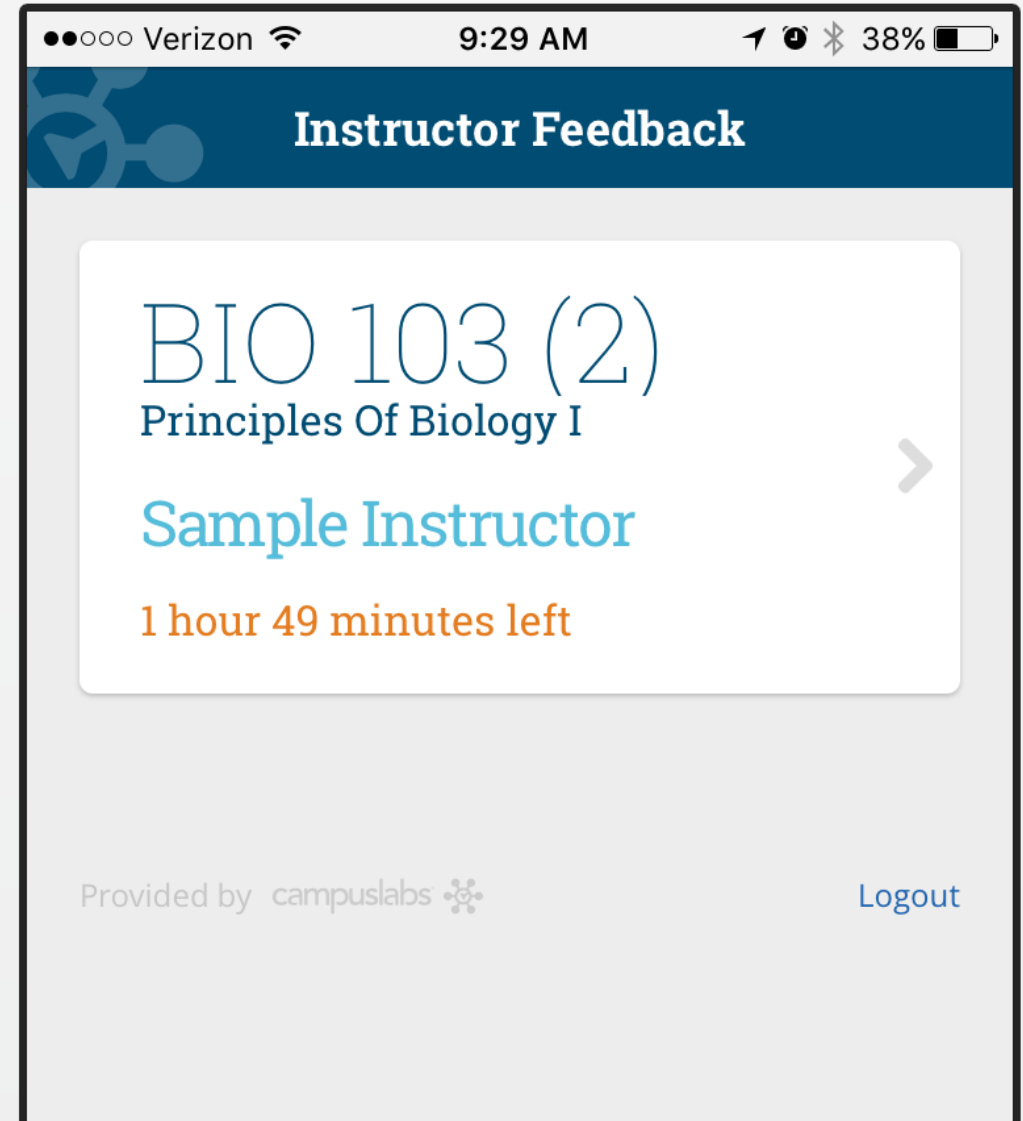 Verizon 9:29 AM 38%
Instructor Feedback
BIO 103 (2)
Principles Of Biology I
Sample Instructor
1 hour 49 minutes left
Provided by campuslabs Logout